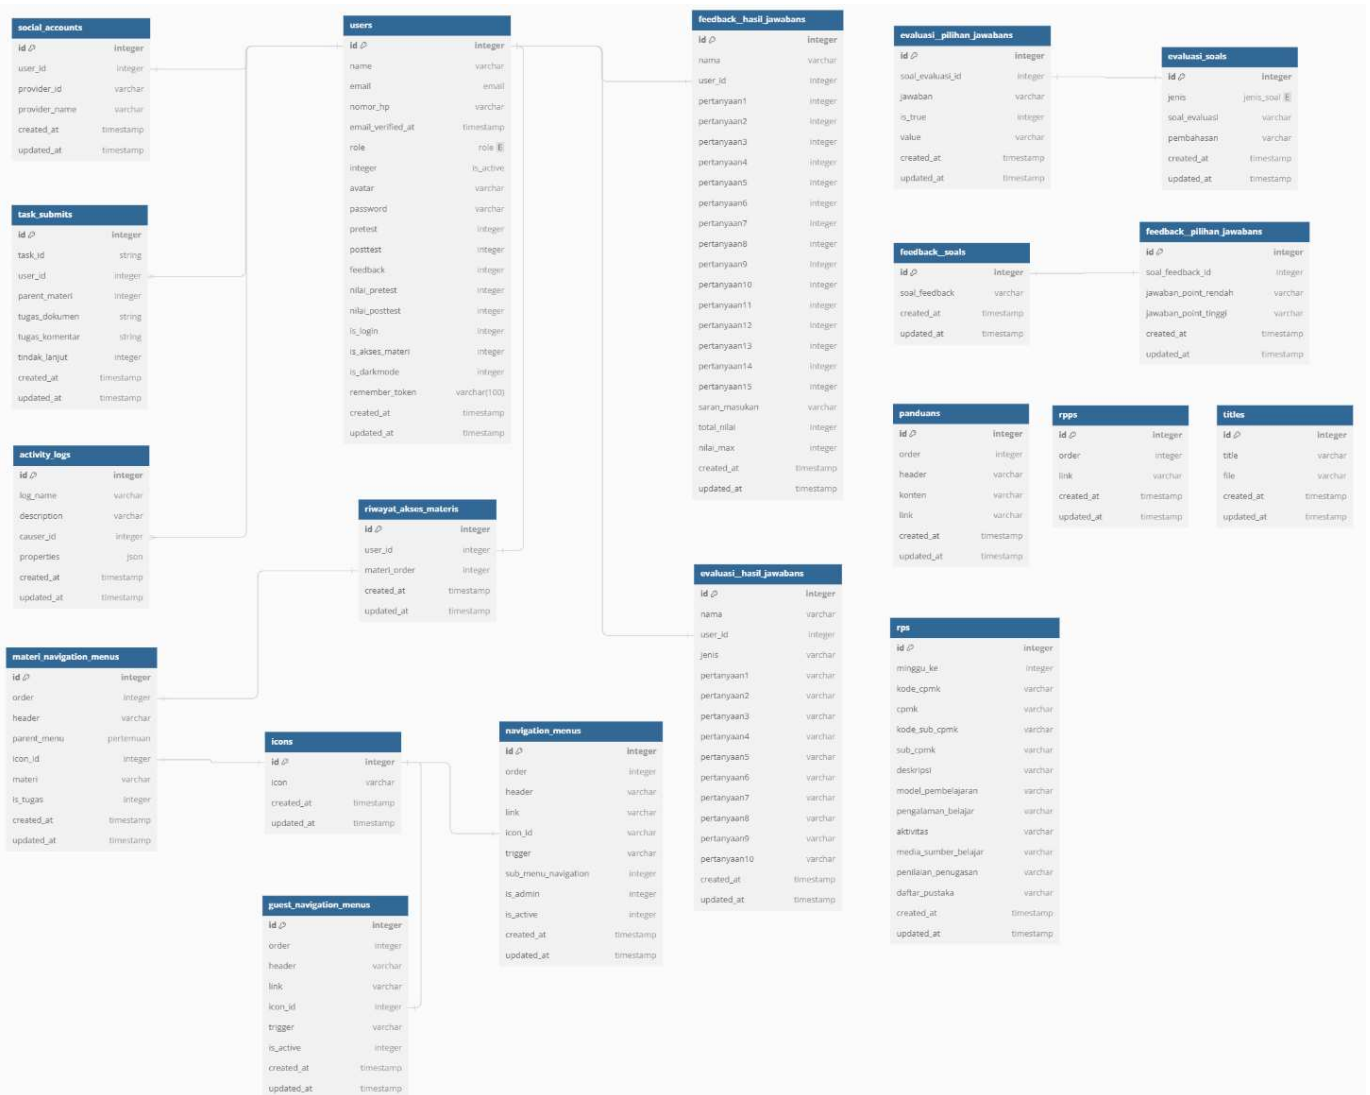 social_accounts
id integer
user_id integer
provider_id varchar
provider_name varchar
created_at timestamp
updated_at timestamp
task_submits
id integer
task_id string
user_id integer
parent_materi integer
tugas_dokumen string
tugas_komentar string
tindak_lanjut integer
created_at timestamp
updated_at timestamp
activity_logs
id integer
log_name varchar
description varchar
causer_id integer
properties json
created_at timestamp
updated_at timestamp
materi_navigation_menus
id integer
order integer
header varchar
parent_menu pertemuan
icon_id integer
materi varchar
is_tugas integer
created_at timestamp
updated_at timestamp
users
id integer
name varchar
email email
nomor_hp varchar
email_verified_at timestamp
role role E
integer is_active
avatar varchar
password varchar
pretest integer
posttest integer
feedback integer
nilai_pretest integer
nilai_posttest integer
is_login integer
is_akses_materi integer
is_darkmode integer
remember_token varchar(100)
created_at timestamp
updated_at timestamp
riwayat_akses_materis
id integer
user_id integer
materi_order integer
created_at timestamp
updated_at timestamp
icons
id integer
icon varchar
created_at timestamp
updated_at timestamp
guest_navigation_menus
id integer
order integer
header varchar
link varchar
icon_id integer
trigger varchar
is_active integer
created_at timestamp
updated_at timestamp
navigation_menus
id integer
order integer
header varchar
link varchar
icon_id varchar
trigger varchar
sub_menu_navigation integer
is_admin integer
is_active integer
created_at timestamp
updated_at timestamp
feedback__hasil_jawabans
id integer
nama varchar
user_id integer
pertanyaan1 integer
pertanyaan2 integer
pertanyaan3 integer
pertanyaan4 integer
pertanyaan5 integer
pertanyaan6 integer
pertanyaan7 integer
pertanyaan8 integer
pertanyaan9 integer
pertanyaan10 integer
pertanyaan11 integer
pertanyaan12 integer
pertanyaan13 integer
pertanyaan14 integer
pertanyaan15 integer
saran_masukan varchar
total_nilai integer
nilai_max integer
created_at timestamp
updated_at timestamp
evaluasi__hasil_jawabans
id integer
nama varchar
user_id integer
jenis varchar
pertanyaan1 varchar
pertanyaan2 varchar
pertanyaan3 varchar
pertanyaan4 varchar
pertanyaan5 varchar
pertanyaan6 varchar
pertanyaan7 varchar
pertanyaan8 varchar
pertanyaan9 varchar
pertanyaan10 varchar
created_at timestamp
updated_at timestamp
evaluasi__pilihan_jawabans
id integer
soal_evaluasi_id integer
jawaban varchar
is_true integer
value varchar
created_at timestamp
updated_at timestamp
evaluasi_soals
id integer
jenis jenis_soal E
soal_evaluasi varchar
pembahasan varchar
created_at timestamp
updated_at timestamp
feedback__soals
id integer
soal_feedback varchar
created_at timestamp
updated_at timestamp
feedback__pilihan_jawabans
id integer
soal_feedback_id integer
jawaban_point_rendah varchar
jawaban_point_tinggi varchar
created_at timestamp
updated_at timestamp
panduans
id integer
order integer
header varchar
konten varchar
link varchar
created_at timestamp
updated_at timestamp
rpps
id integer
order integer
link varchar
created_at timestamp
updated_at timestamp
titles
id integer
title varchar
file varchar
created_at timestamp
updated_at timestamp
rps
id integer
minggu_ke integer
kode_cpmk varchar
cpmk varchar
kode_sub_cpmk varchar
sub_cpmk varchar
deskripsi varchar
model_pembelajaran varchar
pengalaman_belajar varchar
aktivitas varchar
media_sumber_belajar varchar
penilaian_penugasan varchar
daftar_pustaka varchar
created_at timestamp
updated_at timestamp